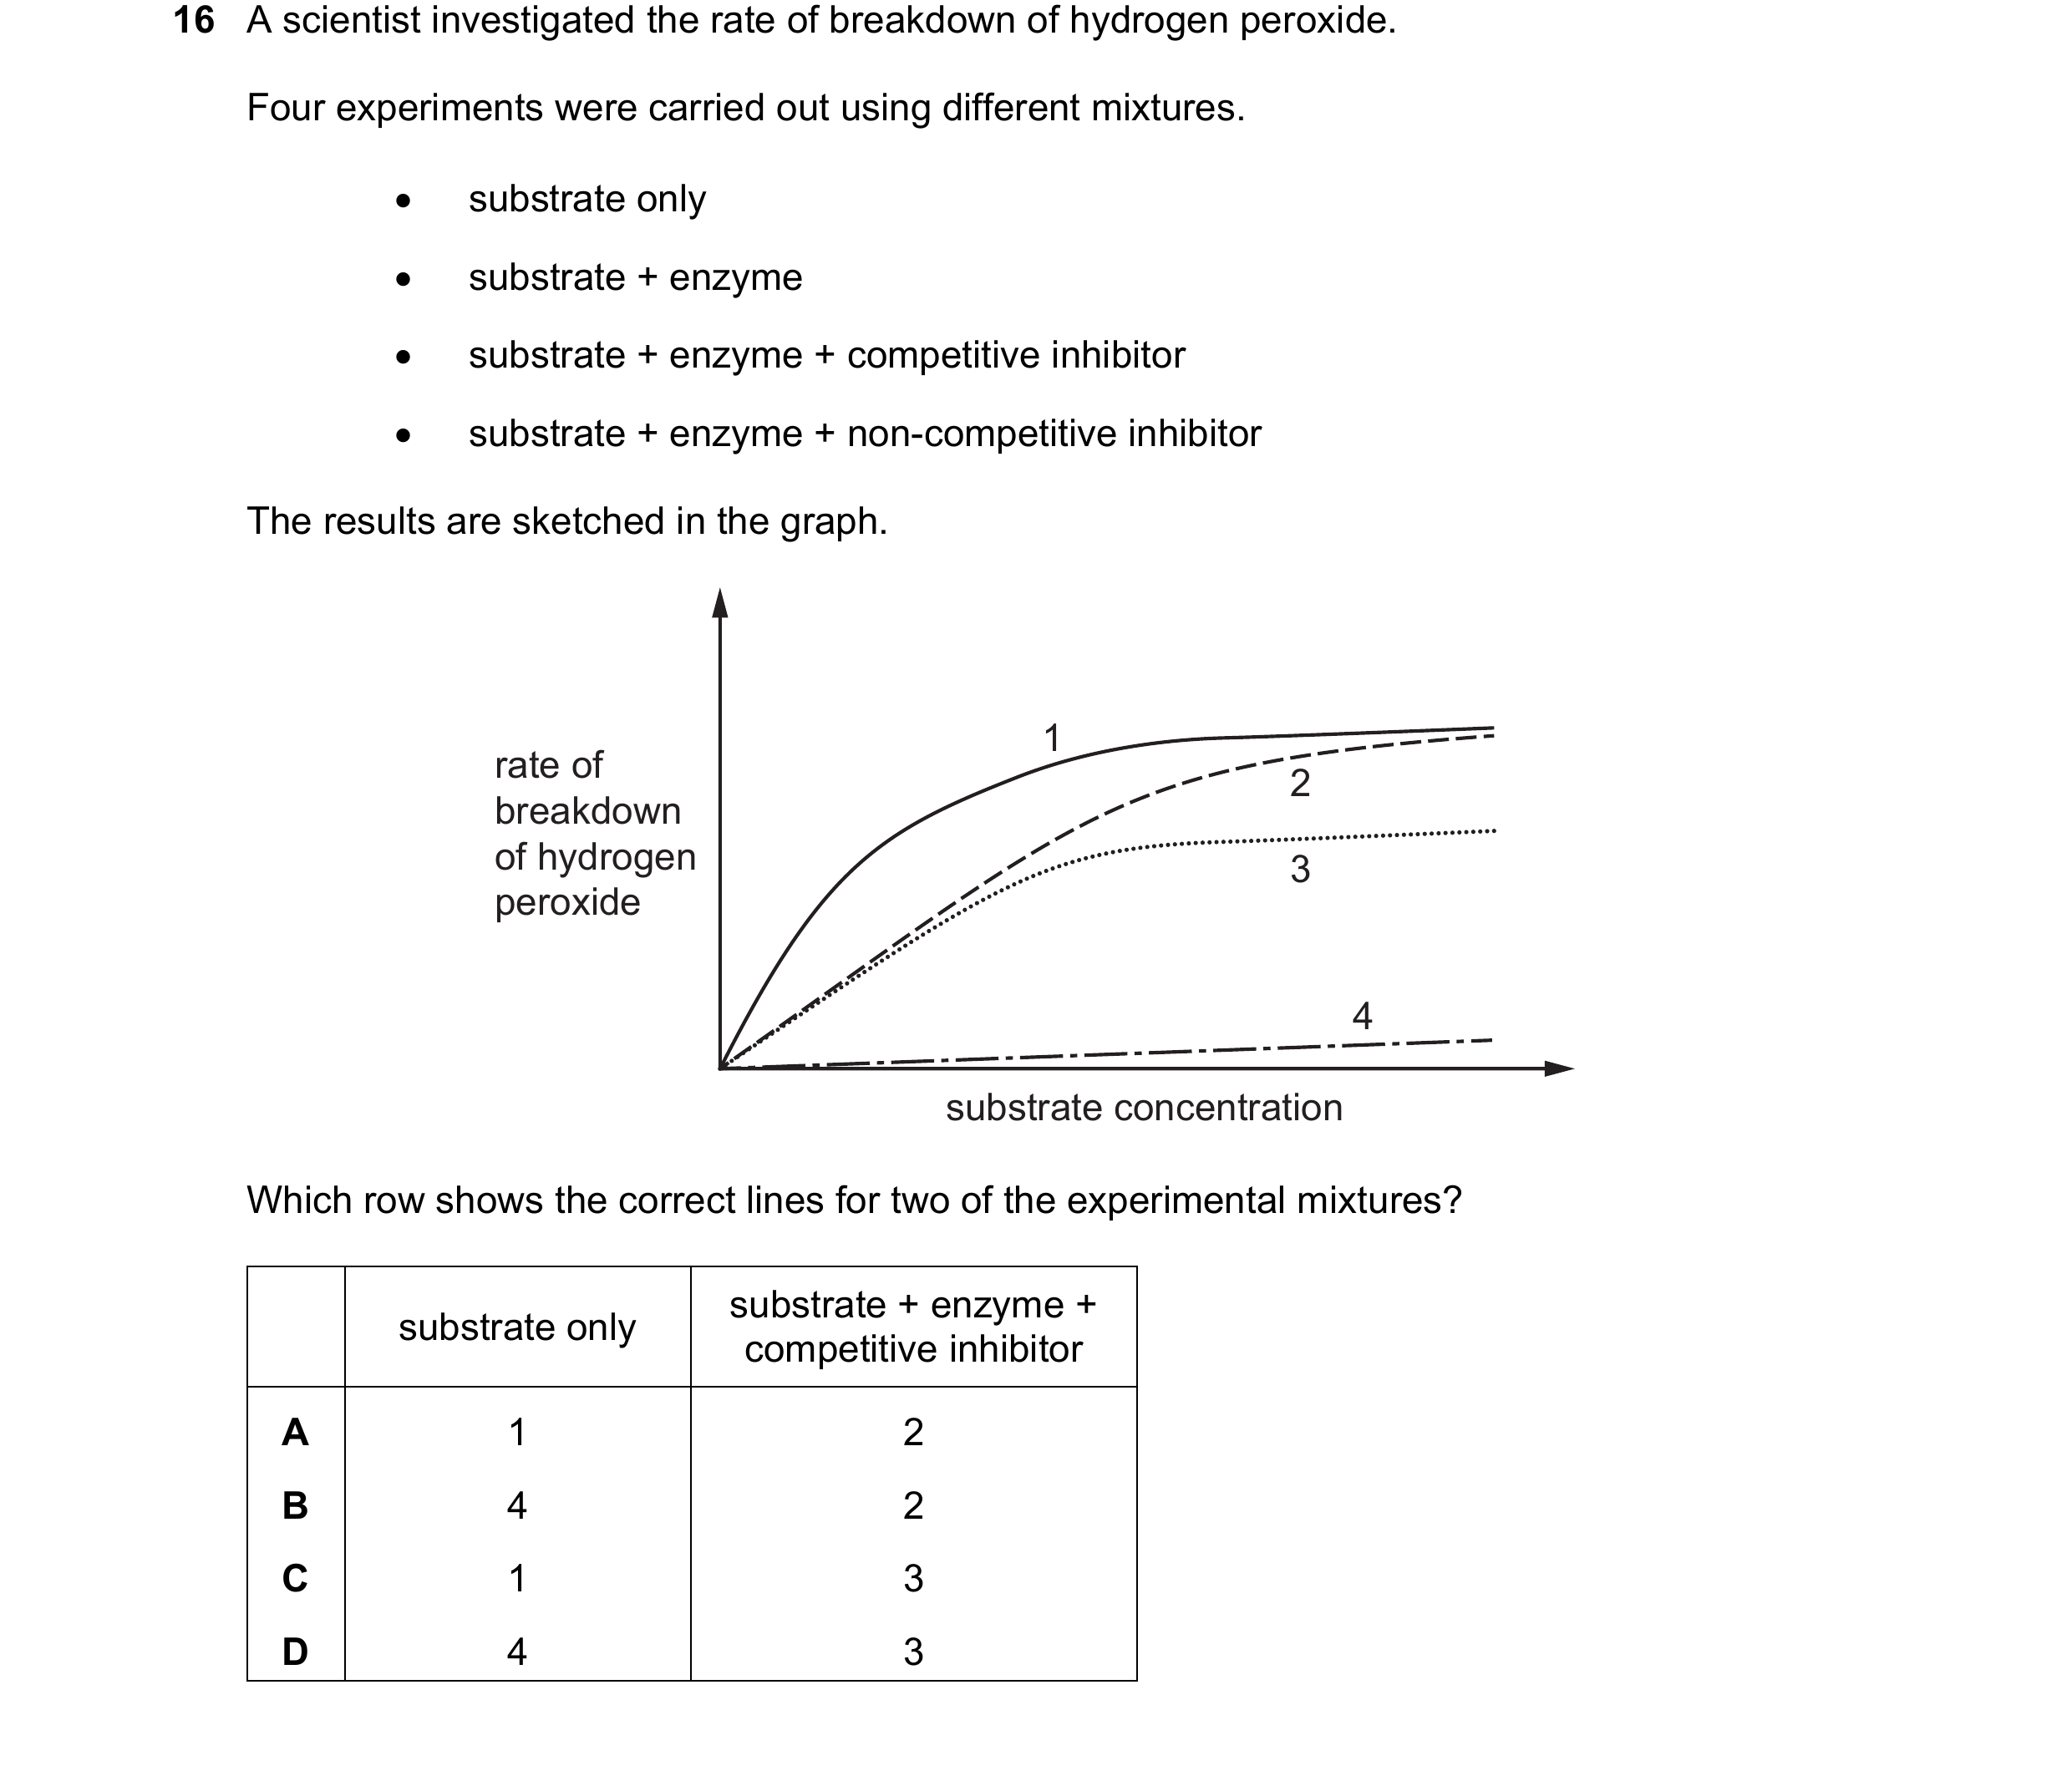 16 A scientist investigated the rate of breakdown of hydrogen peroxide.
Four experiments were carried out using different mixtures.
• substrate only
• substrate + enzyme
• substrate + enzyme + competitive inhibitor
• substrate + enzyme + non-competitive inhibitor
The results are sketched in the graph.
rate of
breakdown
of hydrogen
peroxide
1
2
3
4
substrate concentration
Which row shows the correct lines for two of the experimental mixtures?
substrate only
substrate + enzyme +
competitive inhibitor
A 1 2
B 4 2
C 1 3
D 4 3